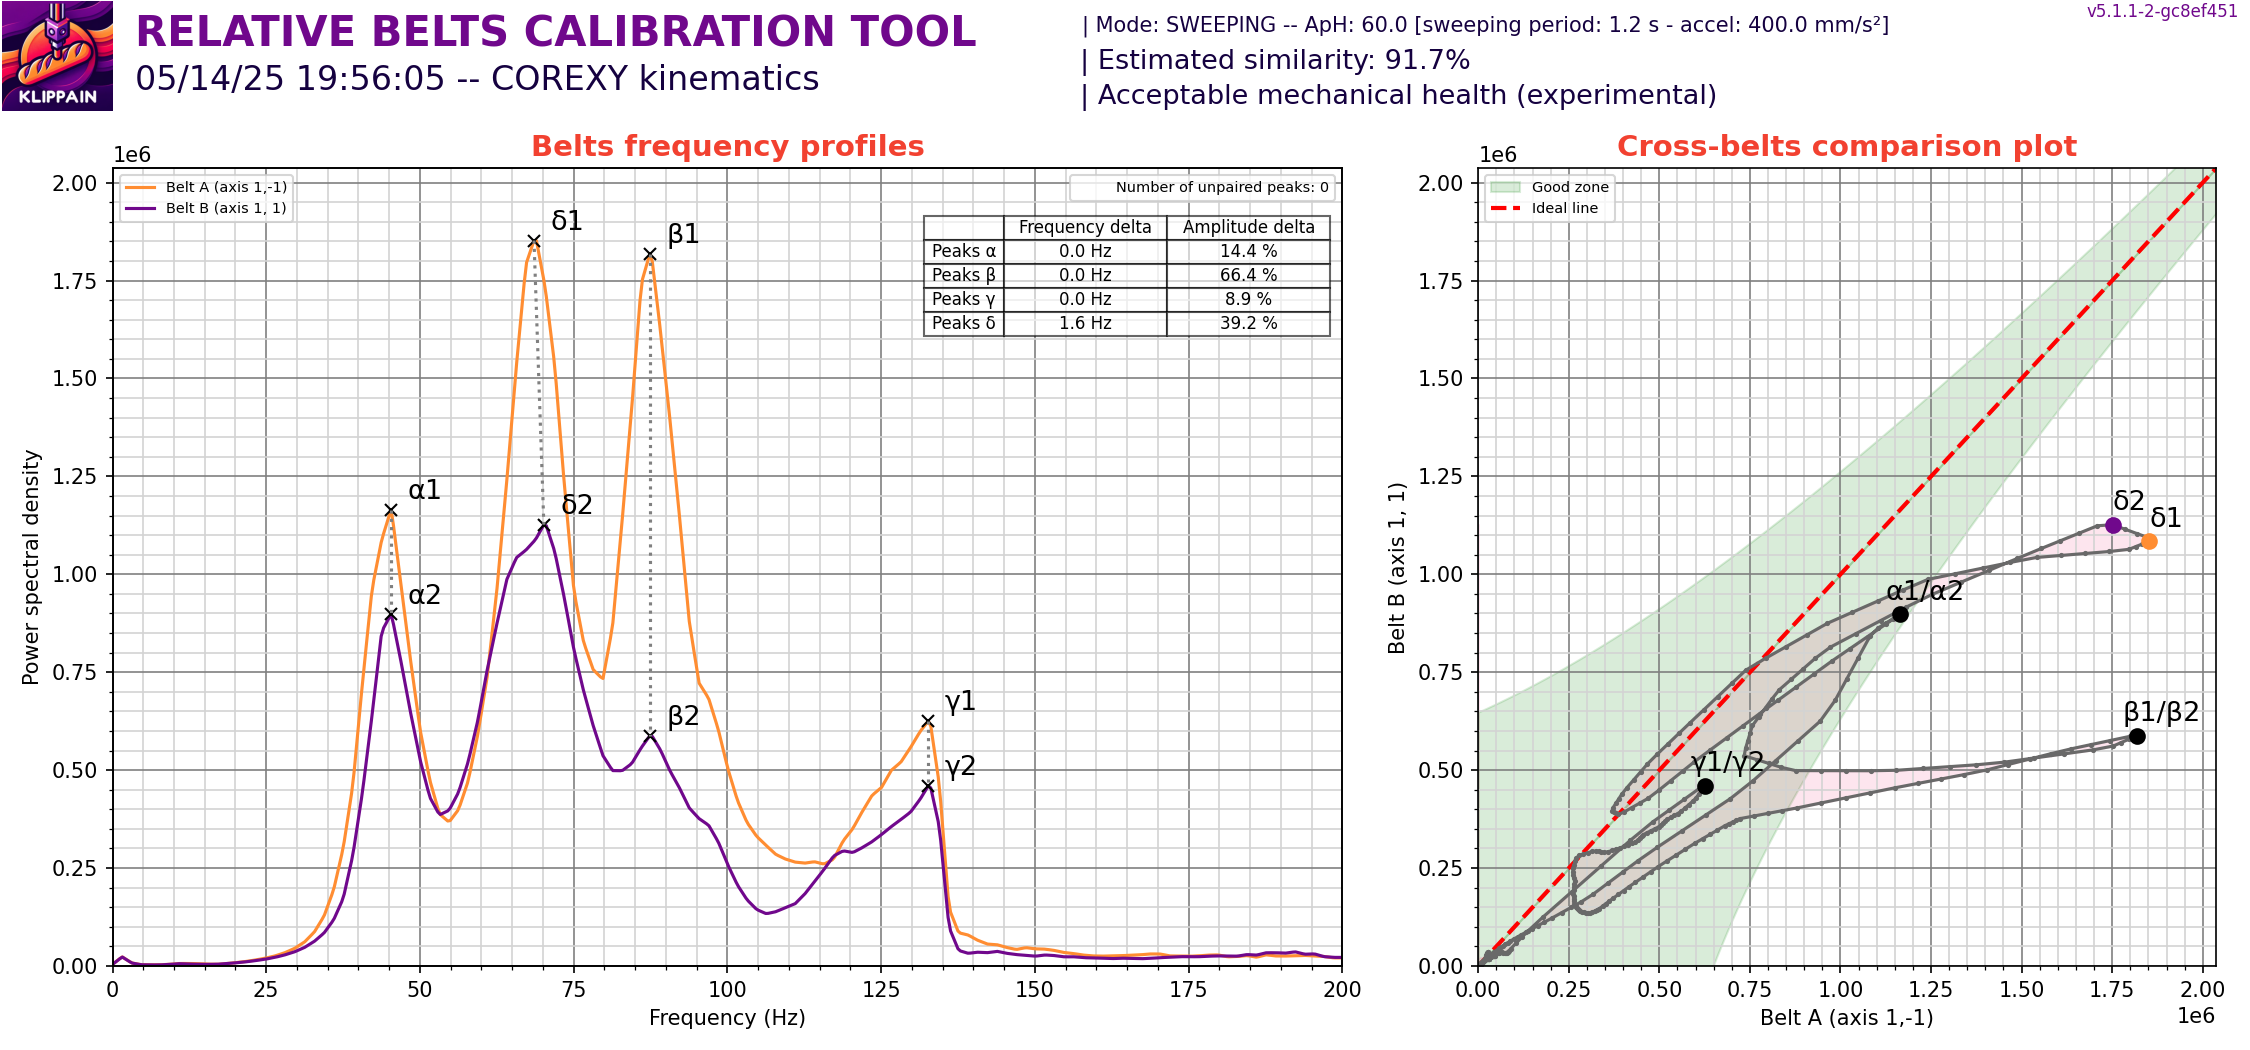 KLIPPAIN
RELATIVE BELTS CALIBRATION TOOL
05/14/25 19:56:05 -- COREXY kinematics
| Mode: SWEEPING -- ApH: 60.0 [sweeping period: 1.2 s - accel: 400.0 mm/s²]
| Estimated similarity: 91.7%
| Acceptable mechanical health (experimental)
v5.1.1-2-gc8ef451
Belts frequency profiles
1e6
Belt A (axis 1,-1)
Belt B (axis 1, 1)
Number of unpaired peaks: 0
Frequency delta Amplitude delta
Peaks α 0.0 Hz 14.4 %
Peaks β 0.0 Hz 66.4 %
Peaks γ 0.0 Hz 8.9 %
Peaks δ 1.6 Hz 39.2 %
δ1
β1
α1
δ2
α2
β2
γ1
γ2
2.00
1.75
1.50
1.25
1.00
0.75
0.50
0.25
0.00
Power spectral density
0 25 50 75 100 125 150 175 200
Frequency (Hz)
Cross-belts comparison plot
1e6
Good zone
Ideal line
δ2
δ1
α1/α2
β1/β2
γ1/γ2
2.00
1.75
1.50
1.25
1.00
0.75
0.50
0.25
0.00
Belt B (axis 1, 1)
0.00 0.25 0.50 0.75 1.00 1.25 1.50 1.75 2.00
Belt A (axis 1,-1)
1e6